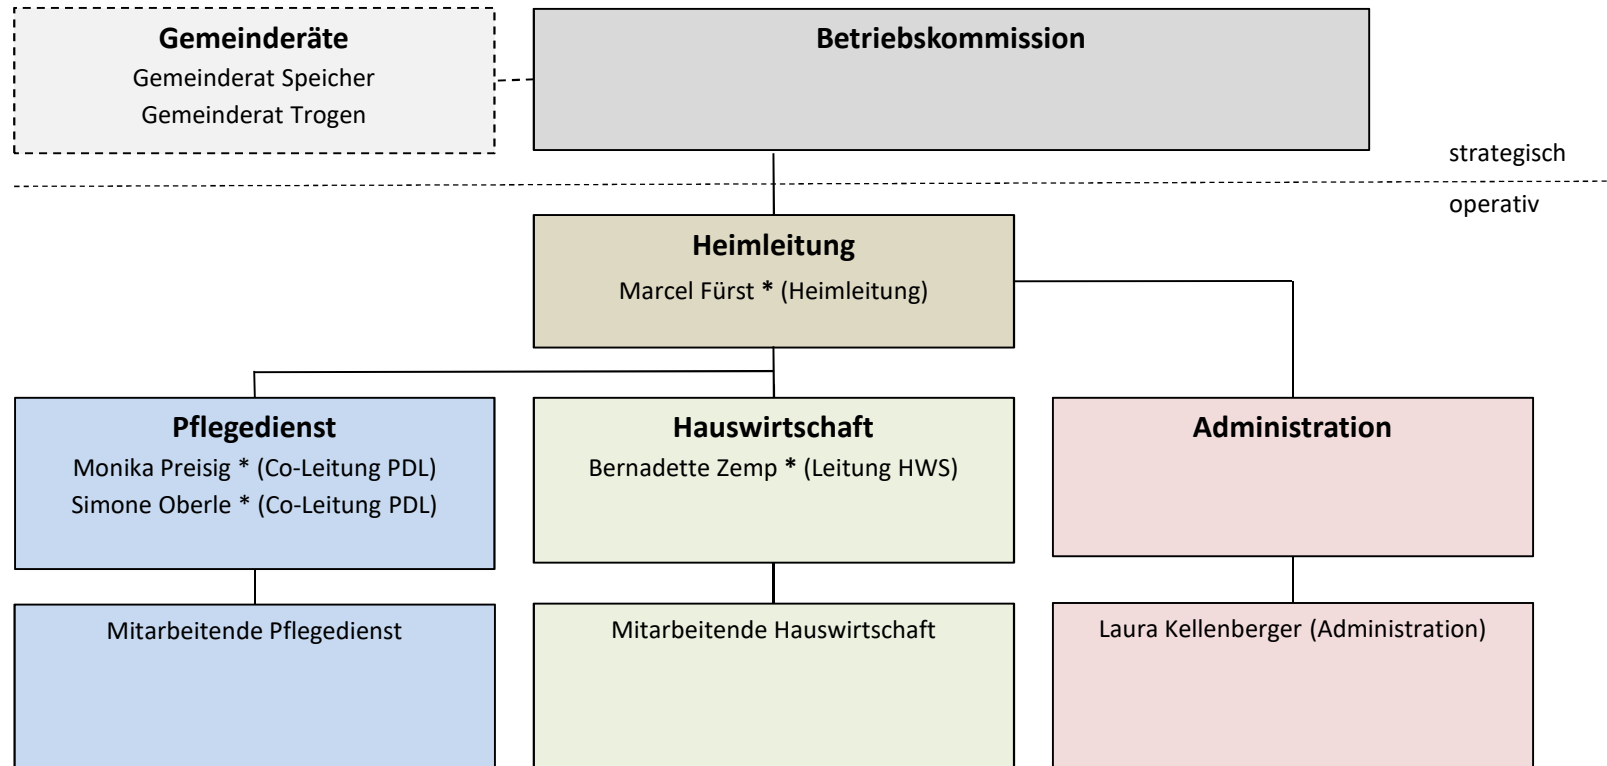 Gemeinderäte
Gemeinderat Speicher
Gemeinderat Trogen
Betriebskommission
strategisch
operativ
Heimleitung
Marcel Fürst * (Heimleitung)
Pflegedienst
Monika Preisig * (Co-Leitung PDL)
Simone Oberle * (Co-Leitung PDL)
Hauswirtschaft
Bernadette Zemp * (Leitung HWS)
Administration
Mitarbeitende Pflegedienst
Mitarbeitende Hauswirtschaft
Laura Kellenberger (Administration)